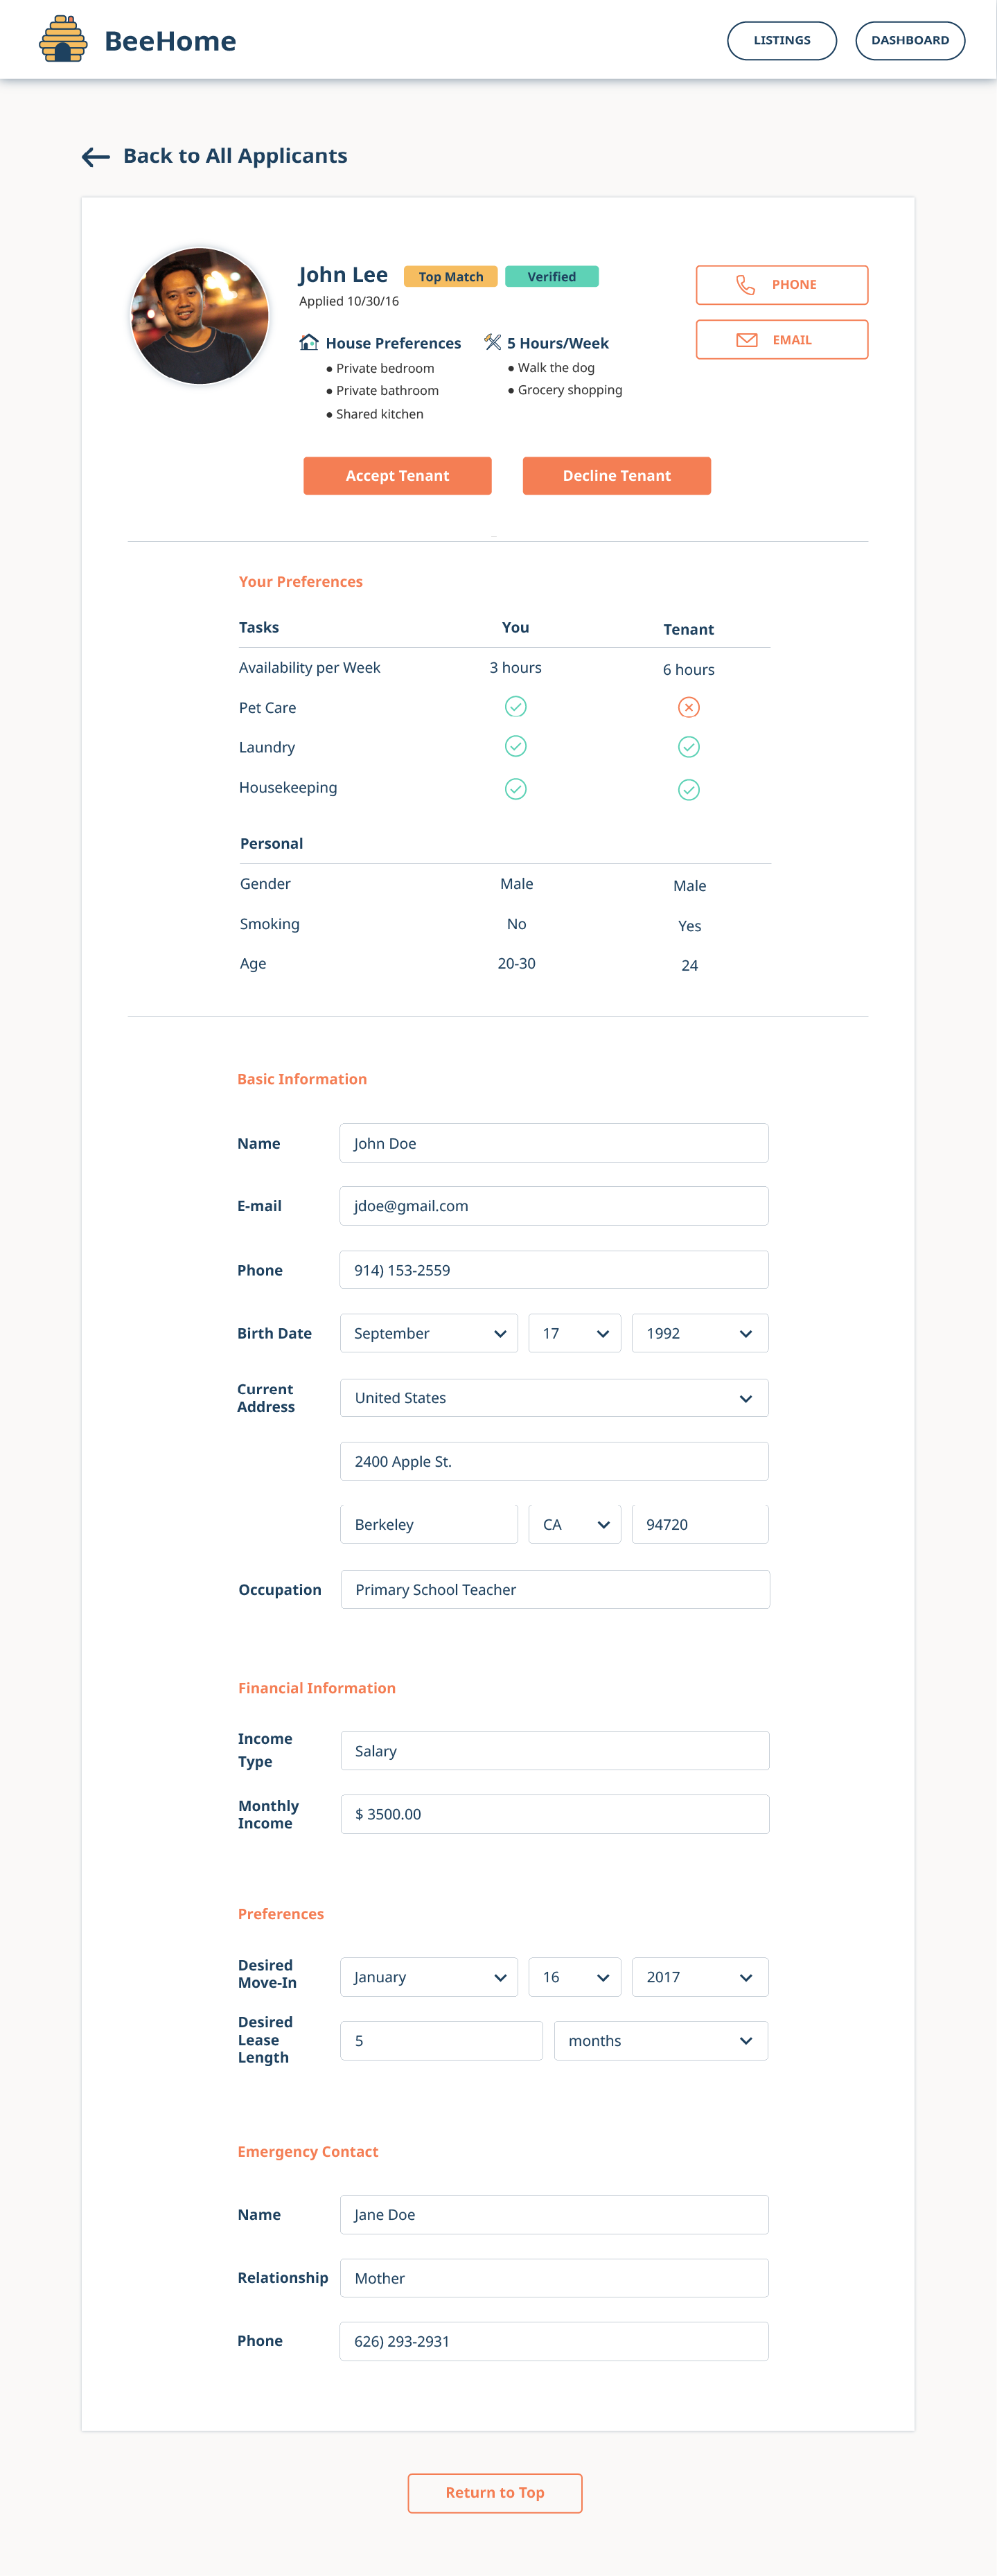 BeeHome
LISTINGS
DASHBOARD
Back to All Applicants
John Lee
Top Match
Verified
Applied 10/30/16
PHONE
EMAIL
House Preferences
● Private bedroom
● Private bathroom
● Shared kitchen
5 Hours/Week
● Walk the dog
● Grocery shopping
Accept Tenant
Decline Tenant
Your Preferences
Tasks You Tenant
Availability per Week 3 hours 6 hours
Pet Care
Laundry
Housekeeping
Personal
Gender Male Male
Smoking No Yes
Age 20-30 24
Basic Information
Name John Doe
E-mail jdoe@gmail.com
Phone 914) 153-2559
Birth Date September 17 1992
Current
Address
United States
2400 Apple St.
Berkeley CA 94720
Occupation Primary School Teacher
Financial Information
Income
Type
Salary
Monthly
Income
$ 3500.00
Preferences
Desired
Move-In
January 16 2017
Desired
Lease
Length
5 months
Emergency Contact
Name Jane Doe
Relationship Mother
Phone 626) 293-2931
Return to Top